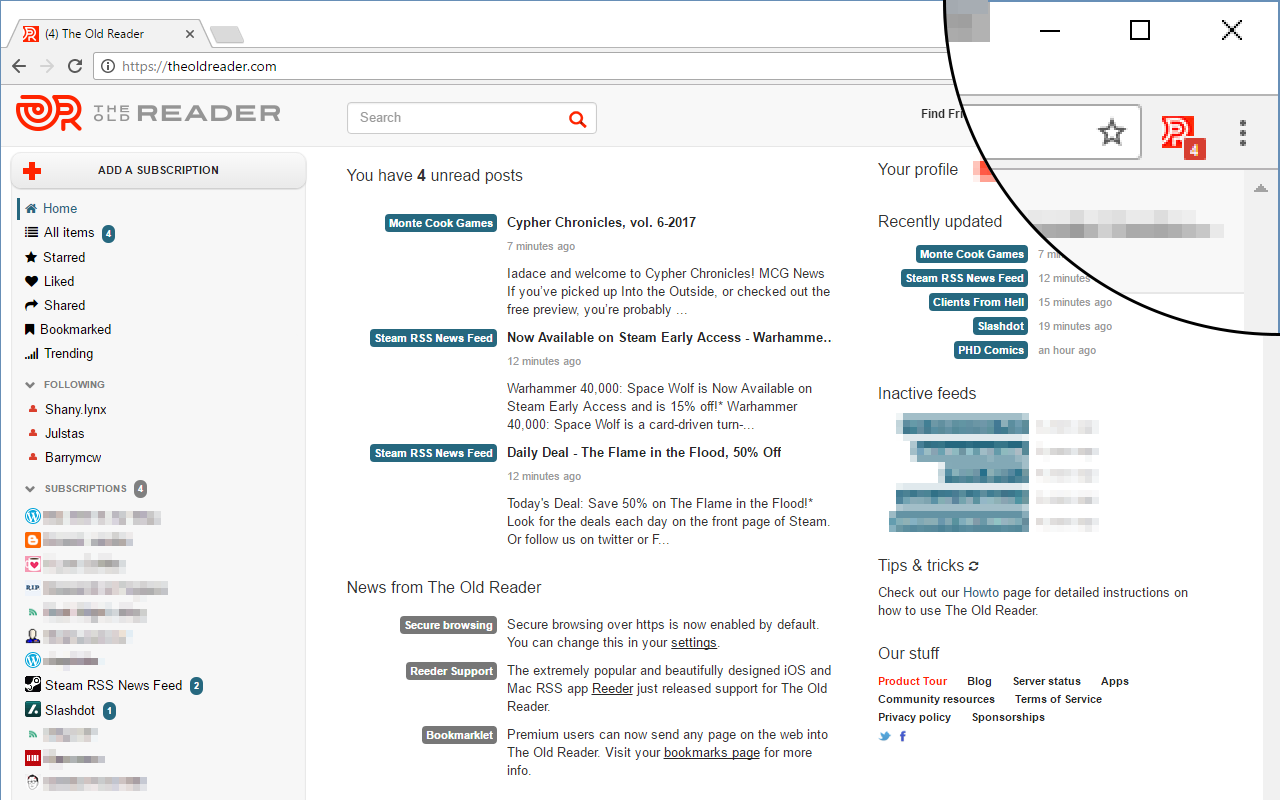 (4) The Old Reader
https://theoldreader.com
THE OLD READER
Search
Find Fri
4
ADD A SUBSCRIPTION
Home
All items 4
Starred
Liked
Shared
Bookmarked
Trending
FOLLOWING
Shany.lynx
Julstas
Barrymcw
SUBSCRIPTIONS 4
RIP
Steam RSS News Feed 2
Slashdot 1
You have 4 unread posts
Monte Cook Games
Cypher Chronicles, vol. 6-2017
7 minutes ago
Iadace and welcome to Cypher Chronicles! MCG News
If you've picked up Into the Outside, or checked out the
free preview, you're probably ...
Steam RSS News Feed
Now Available on Steam Early Access - Warhamme..
12 minutes ago
Warhammer 40,000: Space Wolf is Now Available on
Steam Early Access and is 15% off!* Warhammer
40,000: Space Wolf is a card-driven turn-...
Steam RSS News Feed
Daily Deal - The Flame in the Flood, 50% Off
12 minutes ago
Today's Deal: Save 50% on The Flame in the Flood!*
Look for the deals each day on the front page of Steam.
Or follow us on twitter or F...
News from The Old Reader
Secure browsing
Secure browsing over https is now enabled by default.
You can change this in your settings.
Reeder Support
The extremely popular and beautifully designed iOS and
Mac RSS app Reeder just released support for The Old
Reader.
Bookmarklet
Premium users can now send any page on the web into
The Old Reader. Visit your bookmarks page for more
info.
Your profile
Recently updated
Monte Cook Games 7 min
Steam RSS News Feed 12 minutes
Clients From Hell 15 minutes ago
Slashdot 19 minutes ago
PHD Comics an hour ago
Inactive feeds
Tips & tricks
Check out our Howto page for detailed instructions on
how to use The Old Reader.
Our stuff
Product Tour Blog Server status Apps
Community resources Terms of Service
Privacy policy Sponsorships